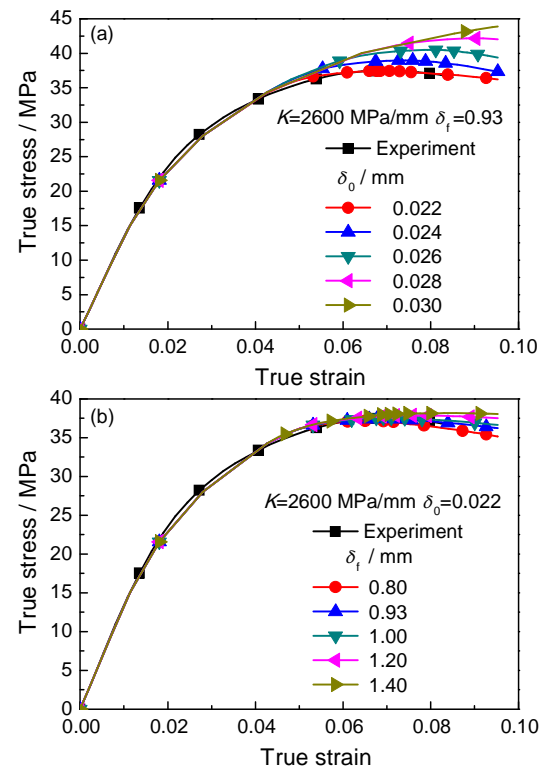 (a)
45
40
35
30
25
20
15
10
5
0
True stress / MPa
K=2600 MPa/mm δf=0.93
Experiment
δ0 / mm
0.022
0.024
0.026
0.028
0.030
0.00 0.02 0.04 0.06 0.08 0.10
True strain
(b)
40
35
30
25
20
15
10
5
0
True stress / MPa
K=2600 MPa/mm δ0=0.022
Experiment
δf / mm
0.80
0.93
1.00
1.20
1.40
0.00 0.02 0.04 0.06 0.08 0.10
True strain